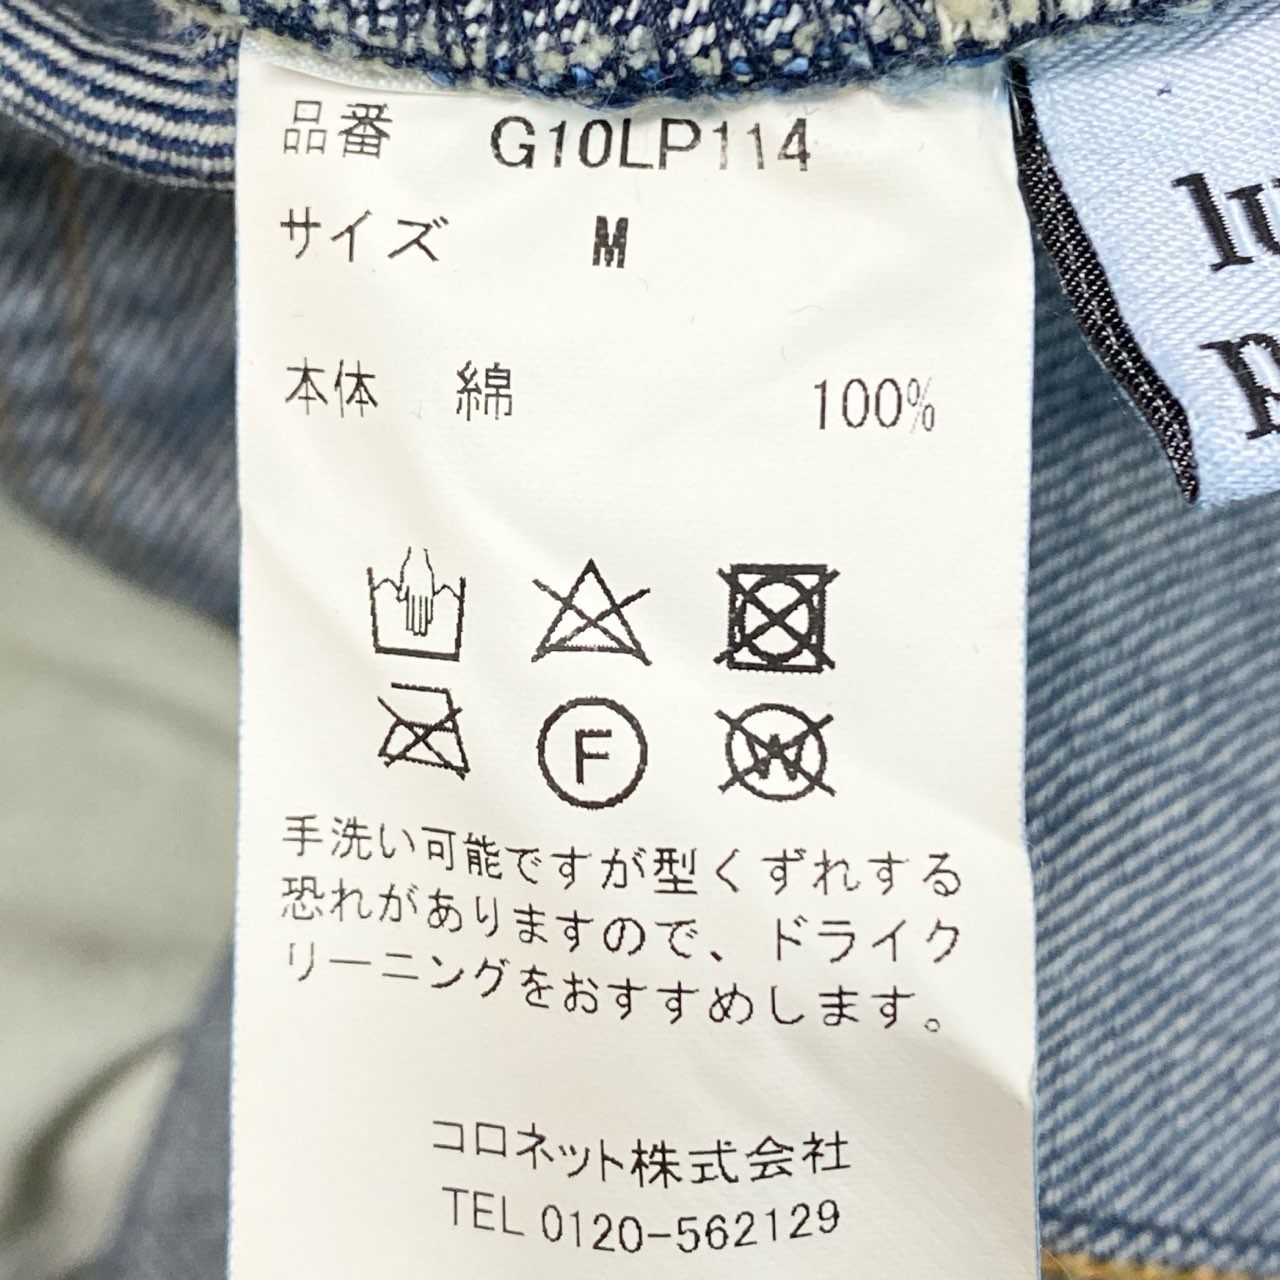 品番 G10LP114
サイズ M
本体 綿 100%
F
W
手洗い可能ですが型くずれする
恐れがありますので、ドライク
リーニングをおすすめします。
コロネット株式会社
TEL 0120-562129